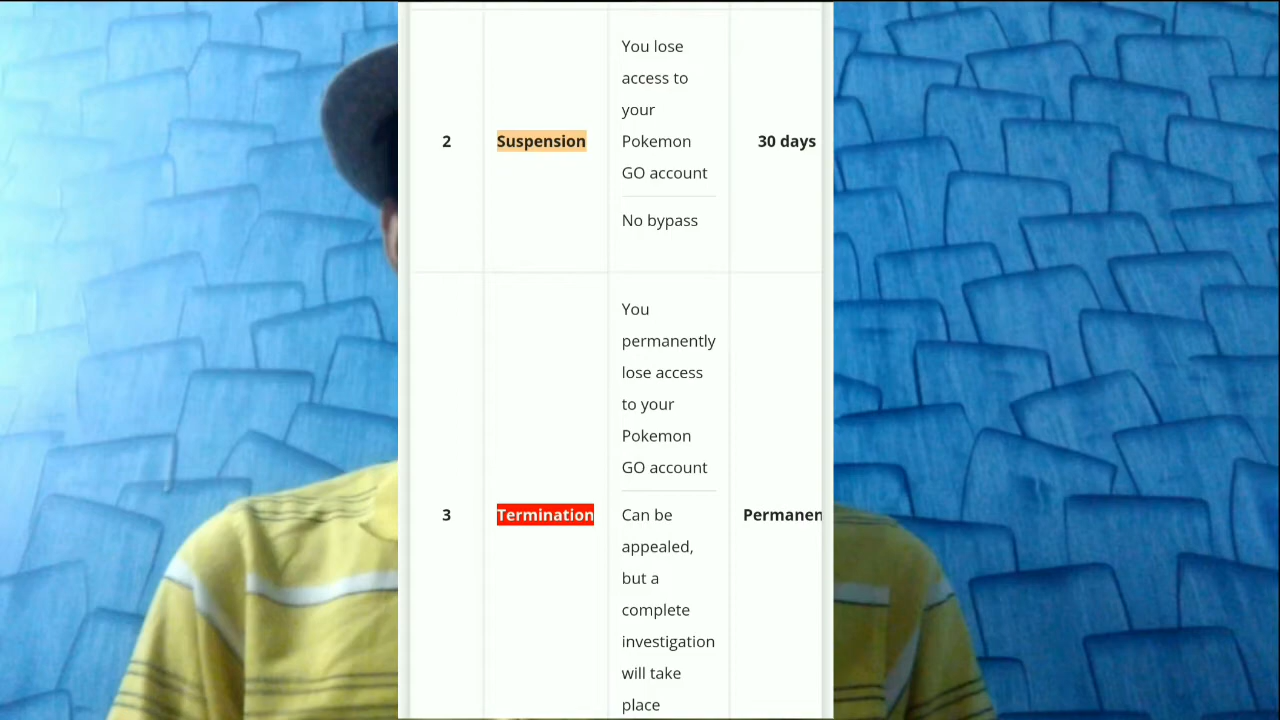 You lose
access to
your
2 Suspension Pokemon 30 days
GO account
No bypass
You
permanently
lose access
to your
Pokemon
GO account
3 Termination Can be Permanen
appealed,
but a
complete
investigation
will take
place